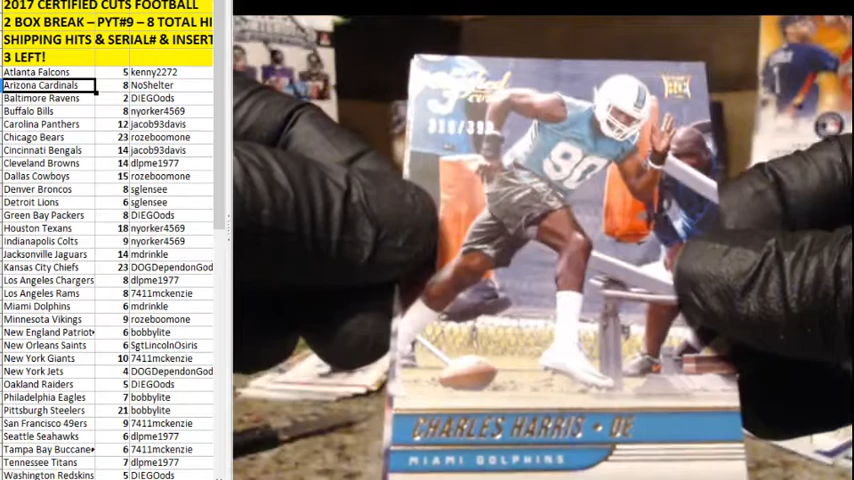 2017 CERTIFIED CUTS FOOTBALL
2 BOX BREAK – PYT#9 – 8 TOTAL HI
SHIPPING HITS & SERIAL# & INSERT
3 LEFT!
Atlanta Falcons 5 kenny2272
Arizona Cardinals 8 NoShelter
Baltimore Ravens 2 DIEGOods
Buffalo Bills 8 nyorker4569
Carolina Panthers 12 jacob93davis
Chicago Bears 23 rozeboomone
Cincinnati Bengals 14 jacob93davis
Cleveland Browns 14 dlpme1977
Dallas Cowboys 15 rozeboomone
Denver Broncos 8 sglensee
Detroit Lions 6 sglensee
Green Bay Packers 8 DIEGOods
Houston Texans 18 nyorker4569
Indianapolis Colts 9 nyorker4569
Jacksonville Jaguars 14 mdrinkle
Kansas City Chiefs 23 DOGDependonGod
Los Angeles Chargers 8 dlpme1977
Los Angeles Rams 8 7411mckenzie
Miami Dolphins 6 mdrinkle
Minnesota Vikings 9 rozeboomone
New England Patriot 6 bobbylite
New Orleans Saints 6 SgtLincolnOsiris
New York Giants 10 7411mckenzie
New York Jets 4 DOGDependonGod
Oakland Raiders 5 DIEGOods
Philadelphia Eagles 7 bobbylite
Pittsburgh Steelers 21 bobbylite
San Francisco 49ers 9 7411mckenzie
Seattle Seahawks 6 dlpme1977
Tampa Bay Buccane 6 7411mckenzie
Tennessee Titans 7 dlpme1977
Washington Redskins 5 DIEGOods
90
CHARLES HARRIS • DE
MIAMI DOLPHINS